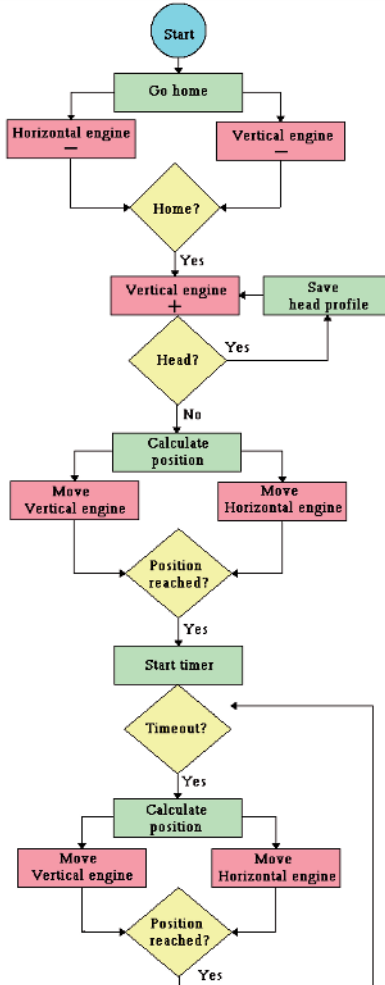 Start
Go home
Horizontal engine
−
Vertical engine
−
Home?
Yes
Vertical engine
+
Save
head profile
Head?
Yes
No
Calculate
position
Move
Vertical engine
Move
Horizontal engine
Position
reached?
Yes
Start timer
Timeout?
Yes
Calculate
position
Move
Vertical engine
Move
Horizontal engine
Position
reached?
Yes